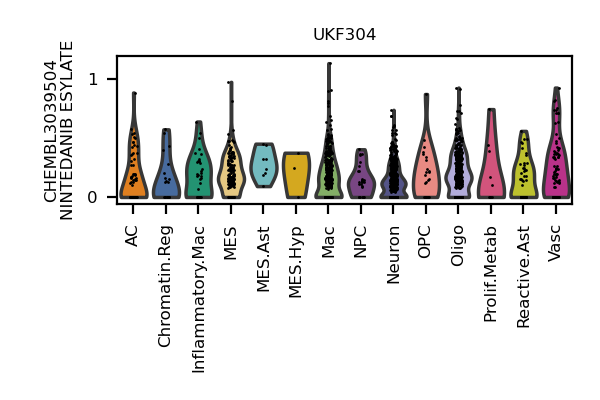 UKF304
CHEMBL3039504
NINTEDANIB ESYLATE
1
0
AC
Chromatin.Reg
Inflammatory.Mac
MES
MES.Ast
MES.Hyp
Mac
NPC
Neuron
OPC
Oligo
Prolif.Metab
Reactive.Ast
Vasc